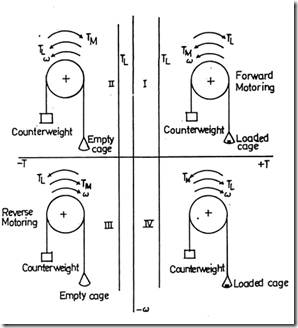 T_M
T_L
ω
T_L
T_L
T_L
T_M
ω
II
I
Forward
Motoring
Counterweight
Empty
cage
Counterweight
Loaded
cage
-T
+T
T_L
T_M
ω
T_L
ω
Reverse
Motoring
III
IV
Counterweight
Empty cage
Counterweight
Loaded cage
-ω